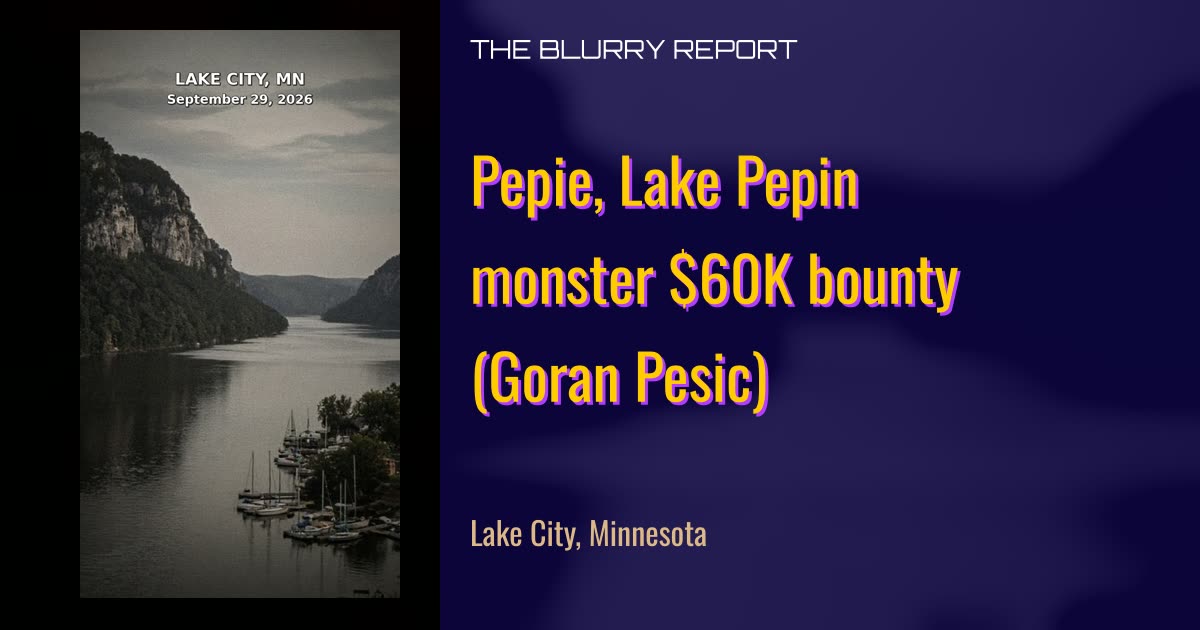 LAKE CITY, MN
September 29, 2026
THE BLURRY REPORT
Pepie, Lake Pepin
monster $60K bounty
(Goran Pesic)
Lake City, Minnesota